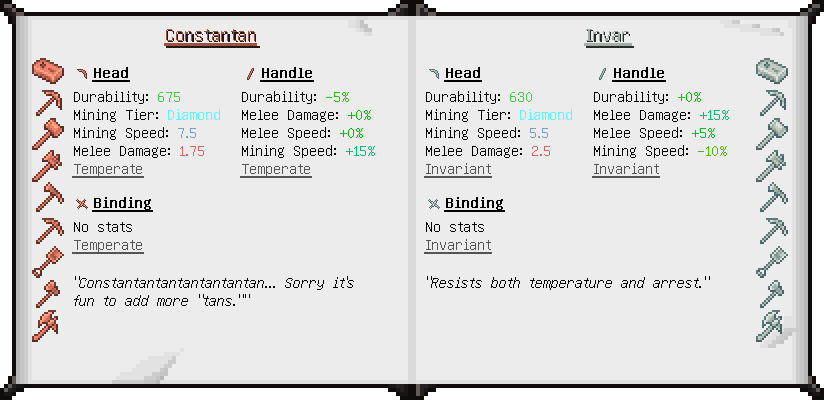 Constantan
Head
Durability: 675
Mining Tier: Diamond
Mining Speed: 7.5
Melee Damage: 1.75
Temperate
Handle
Durability: -5%
Melee Damage: +0%
Melee Speed: +0%
Mining Speed: +15%
Temperate
Binding
No stats
Temperate
"Constantantantantantantan... Sorry it's
fun to add more "tans.""
Invar
Head
Durability: 630
Mining Tier: Diamond
Mining Speed: 5.5
Melee Damage: 2.5
Invariant
Handle
Durability: +0%
Melee Damage: +15%
Melee Speed: +5%
Mining Speed: -10%
Invariant
Binding
No stats
Invariant
"Resists both temperature and arrest."